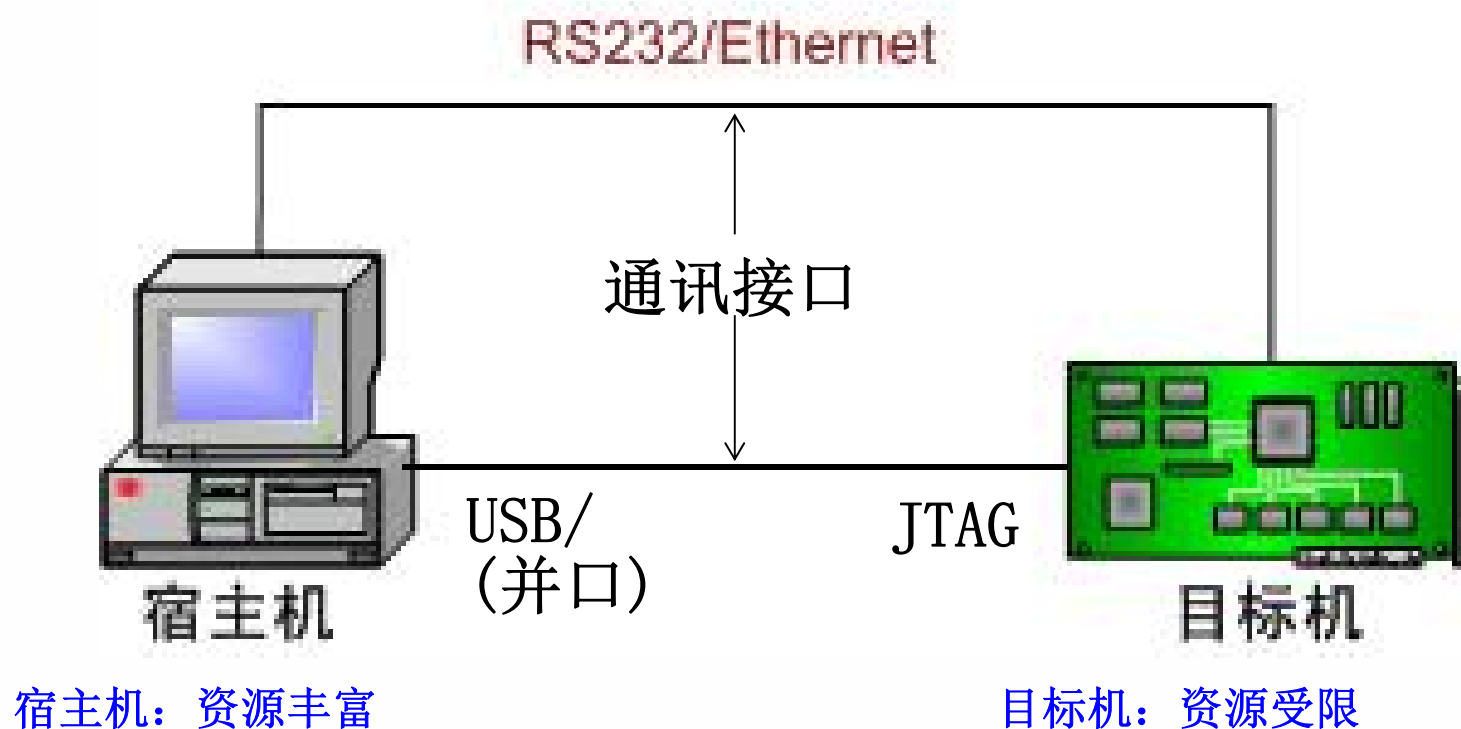 RS232/Ethernet
通讯接口
USB/
(并口)
JTAG
宿主机
目标机
宿主机：资源丰富
目标机：资源受限